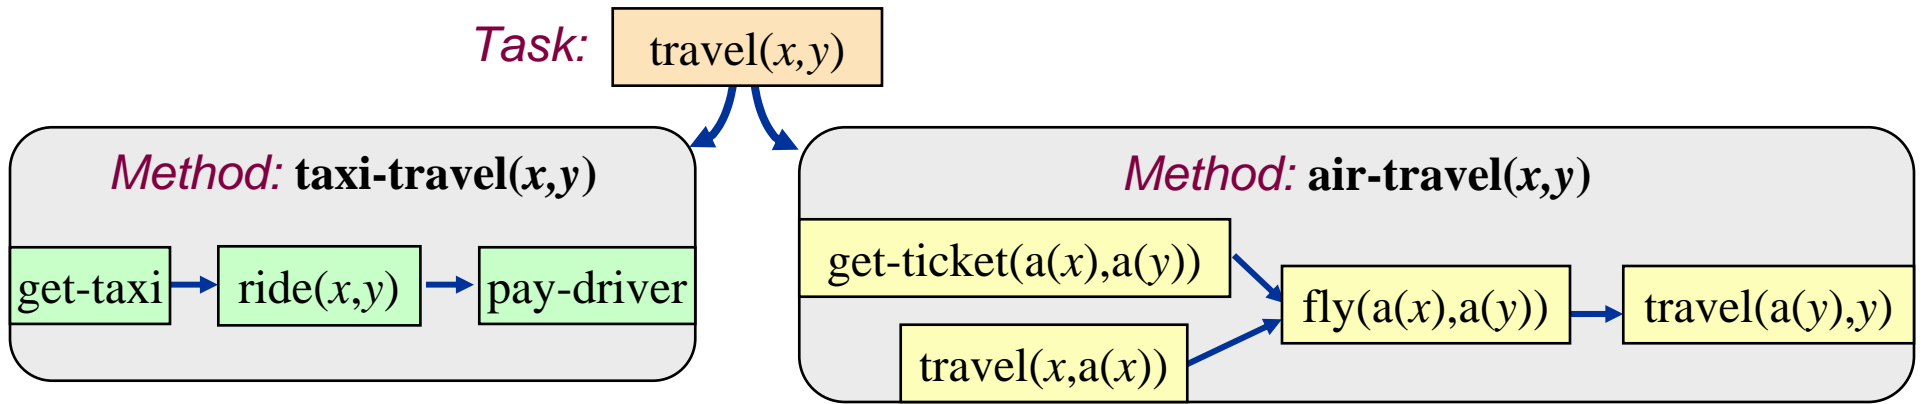 Task: travel(x,y)
Method: taxi-travel(x,y)
get-taxi
ride(x,y)
pay-driver
Method: air-travel(x,y)
get-ticket(a(x),a(y))
travel(x,a(x))
fly(a(x),a(y))
travel(a(y),y)